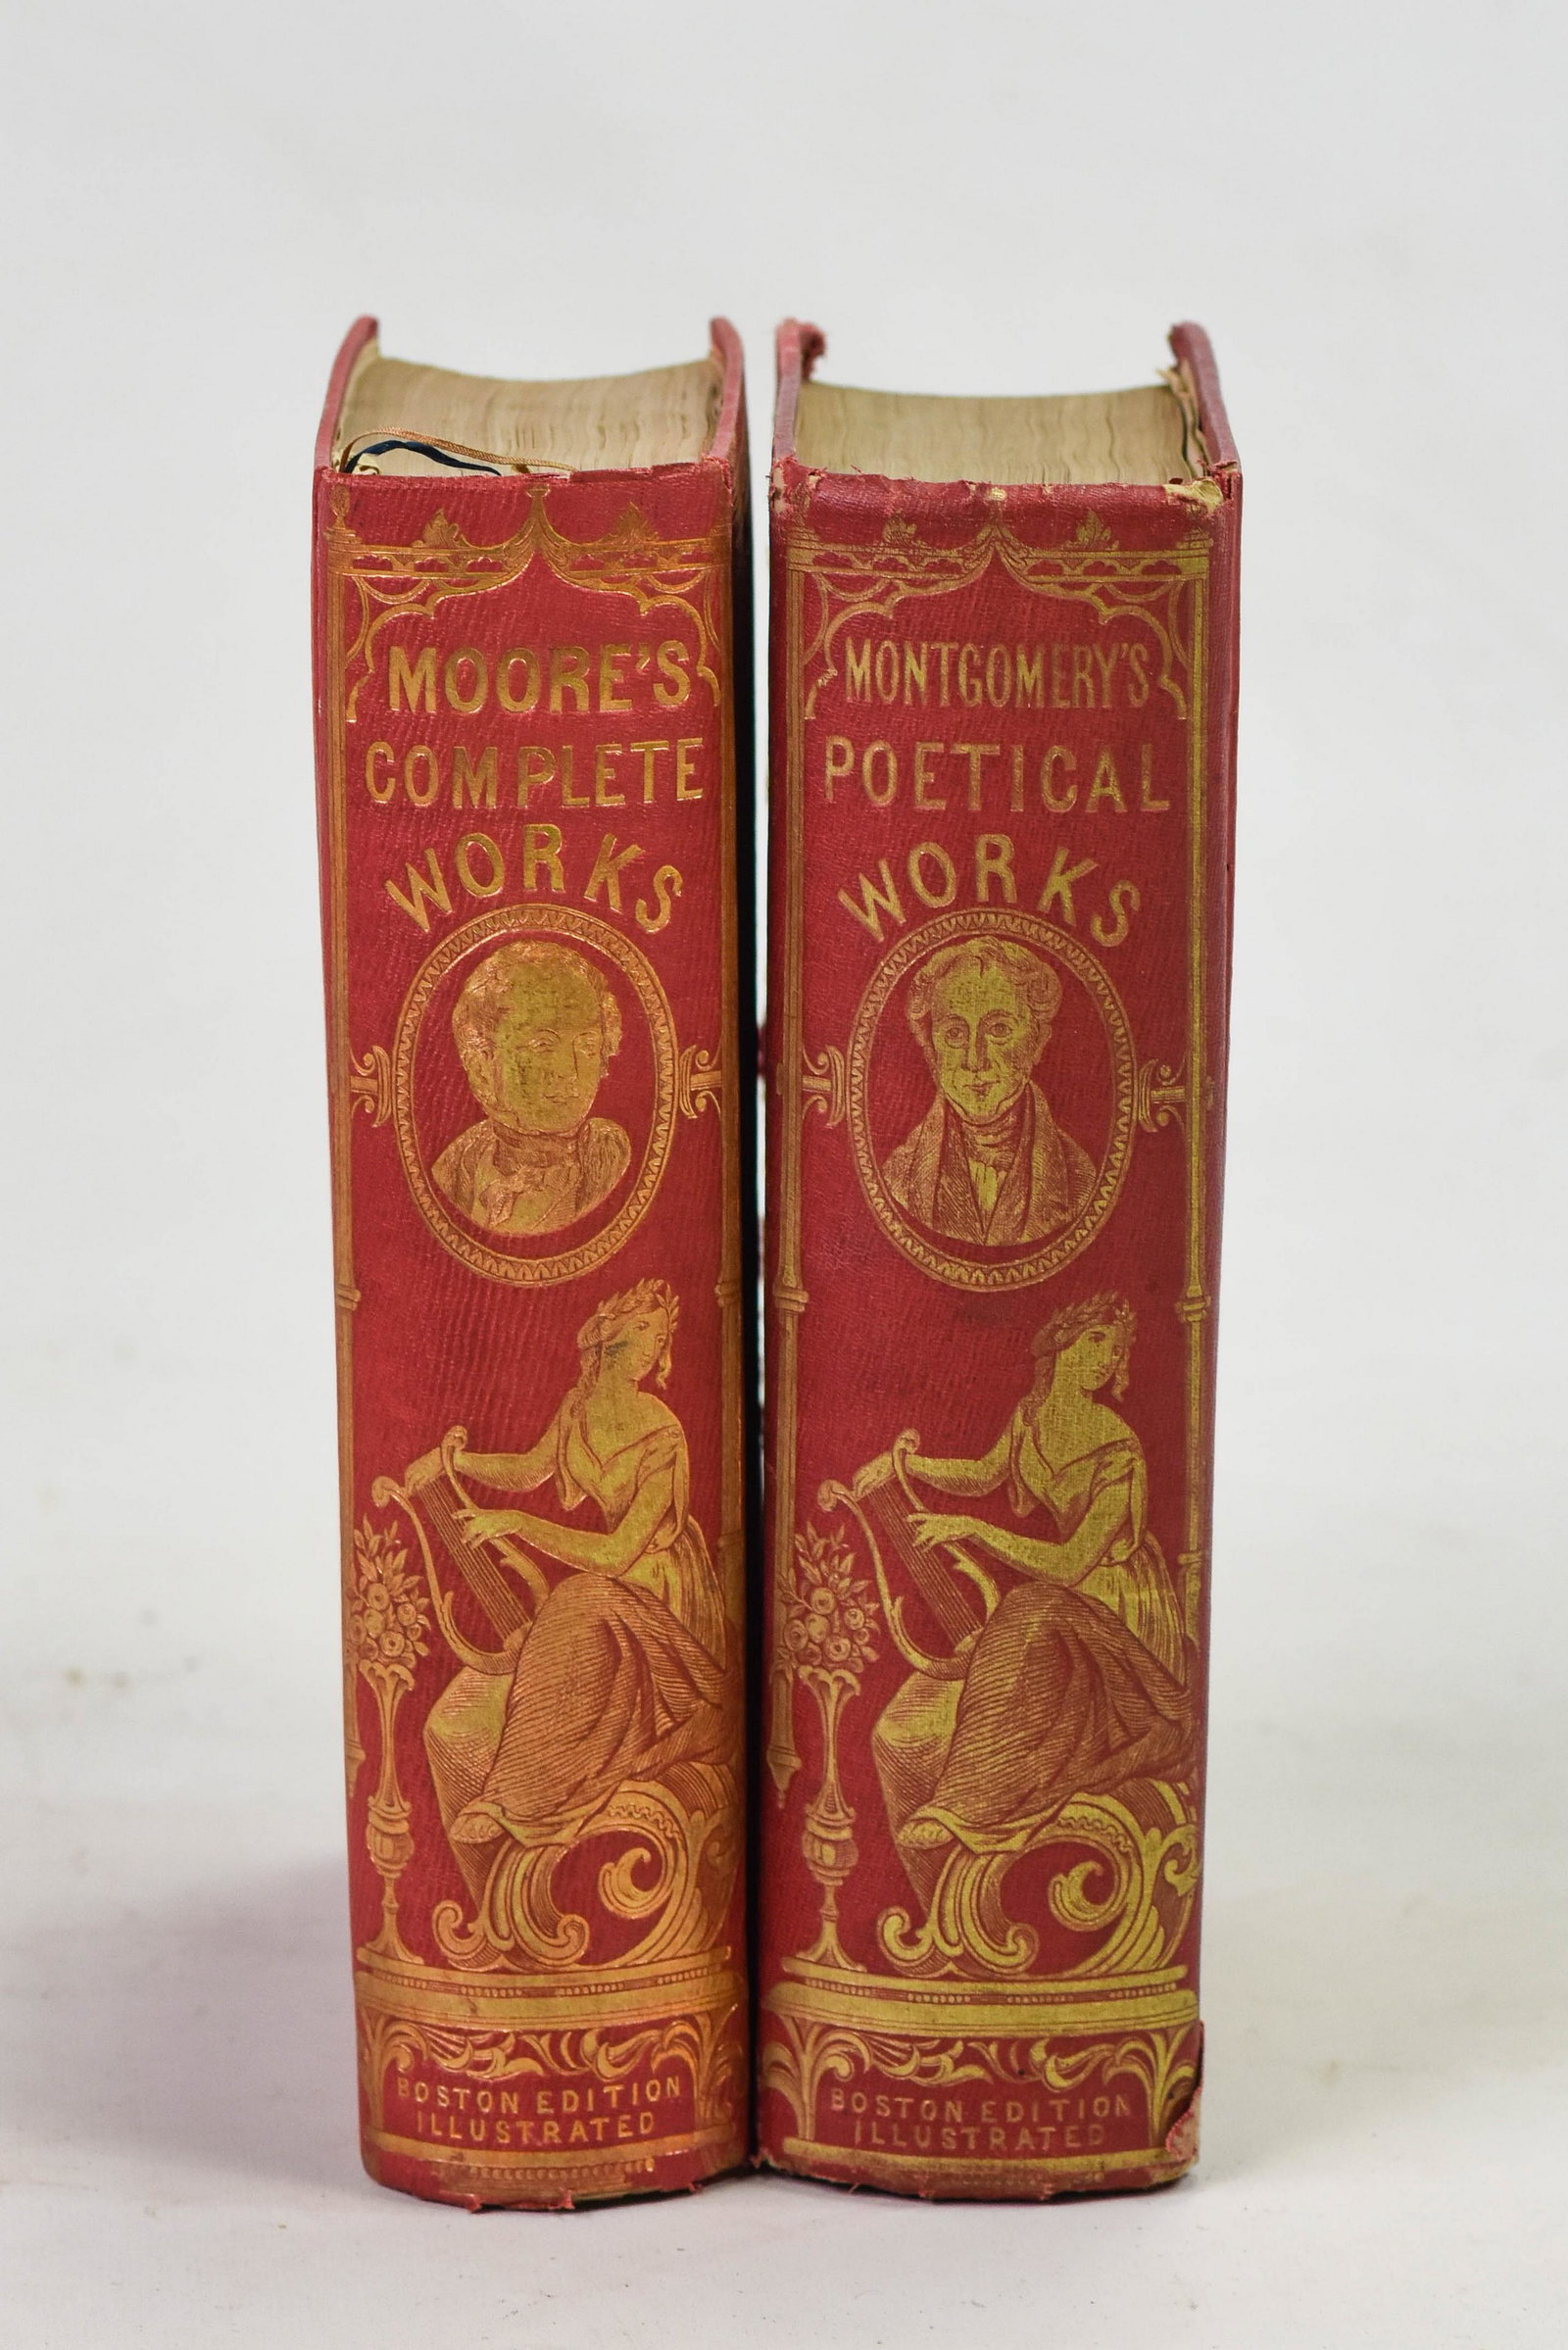 MOORE'S
COMPLETE
WORKS
BOSTON EDITION
ILLUSTRATED
MONTGOMERY'S
POETICAL
WORKS
BOSTON EDITION
ILLUSTRATED